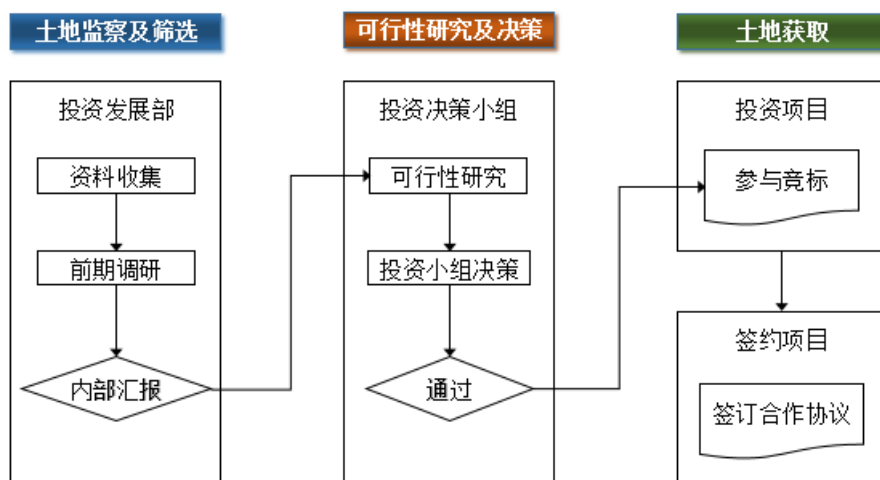 土地监察及筛选
可行性研究及决策
土地获取
投资发展部
资料收集
前期调研
内部汇报
投资决策小组
可行性研究
投资小组决策
通过
投资项目
参与竞标
签约项目
签订合作协议